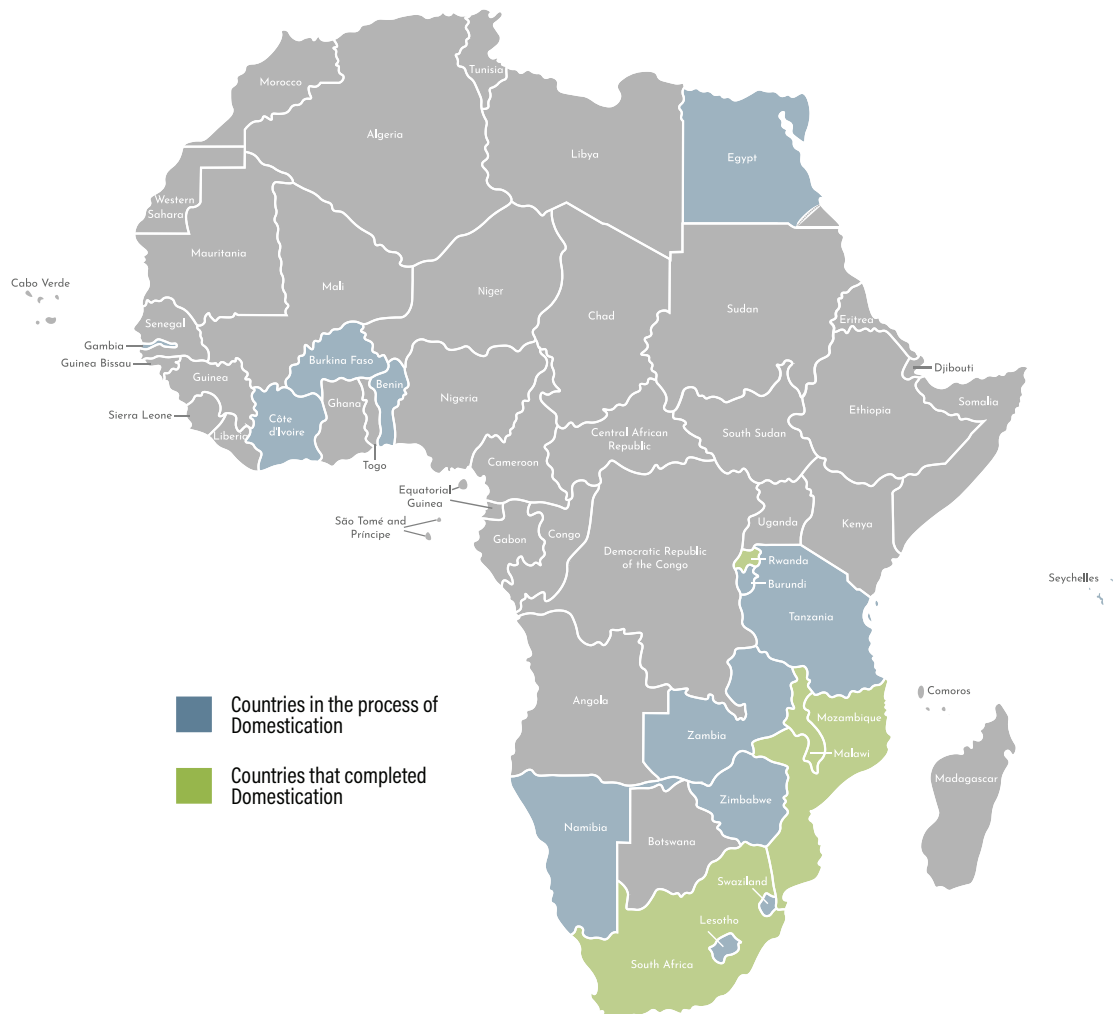 Morocco
Tunisia
Algeria
Libya
Egypt
Western
Sahara
Mauritania
Mali
Niger
Chad
Sudan
Eritrea
Cabo Verde
Senegal
Gambia
Guinea Bissau
Guinea
Burkina Faso
Benin
Nigeria
Djibouti
Somalia
Ethiopia
Sierra Leone
Liberia
Côte
d'Ivoire
Ghana
Togo
Central African
Republic
South Sudan
Cameroon
Equatorial
Guinea
São Tomé and
Príncipe
Gabon
Congo
Democratic Republic
of the Congo
Uganda
Kenya
Rwanda
Burundi
Seychelles
Tanzania
Angola
Comoros
Zambia
Mozambique
Malawi
Madagascar
Zimbabwe
Namibia
Botswana
Swaziland
Lesotho
South Africa
Countries in the process of
Domestication
Countries that completed
Domestication